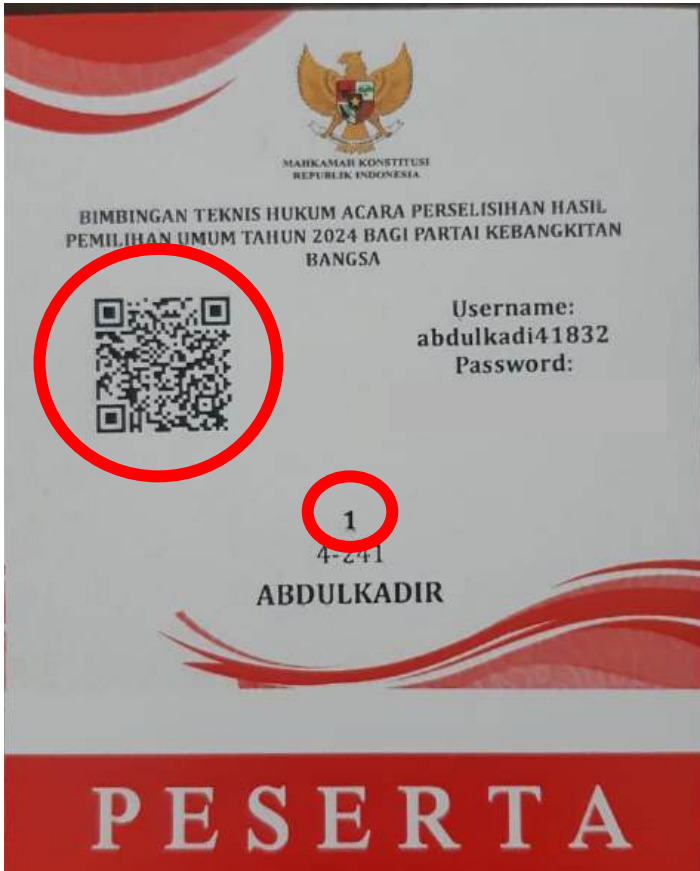 MAHKAMAH KONSTITUSI
REPUBLIK INDONESIA
BIMBINGAN TEKNIS HUKUM ACARA PERSELISIHAN HASIL
PEMILIHAN UMUM TAHUN 2024 BAGI PARTAI KEBANGKITAN
BANGSA
Username:
abdulkadi41832
Password:
1
4-241
ABDULKADIR
PESERTA